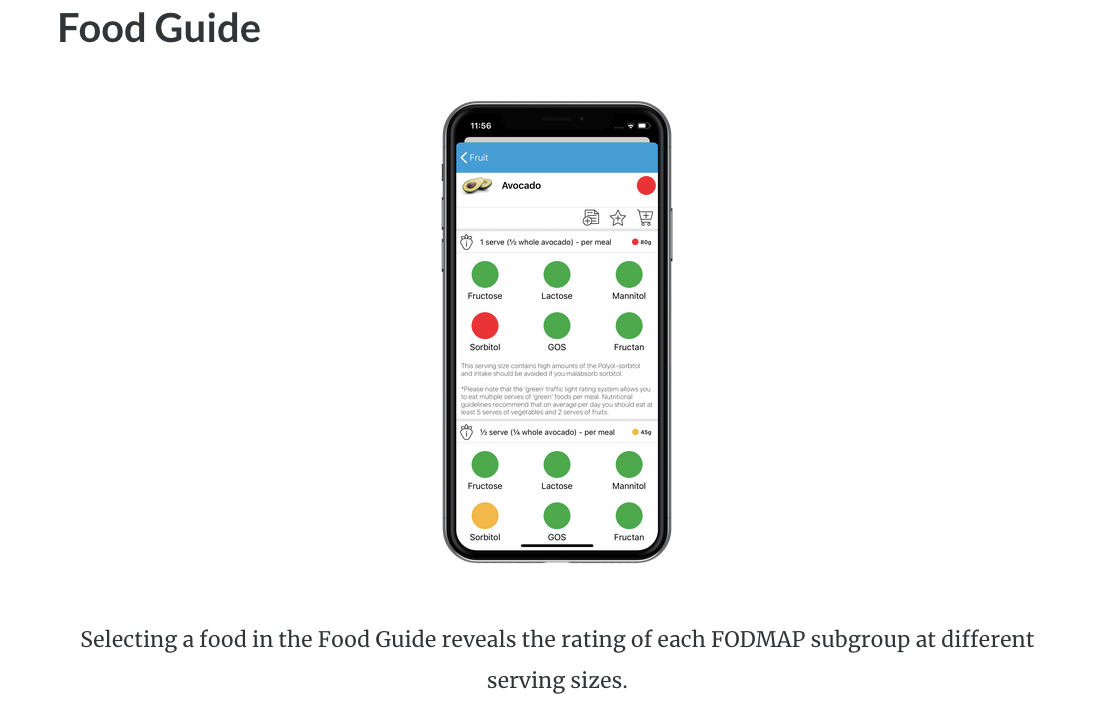 Food Guide
11:56
Fruit
Avocado
1 serve (½ whole avocado) - per meal 80g
Fructose Lactose Mannitol
Sorbitol GOS Fructan
This serving size contains high amounts of the Polyol-sorbitol
and intake should be avoided if you malabsorb sorbitol.
*Please note that the 'green' traffic light rating system allows you
to eat multiple serves of 'green' foods per meal. Nutritional
guidelines recommend that on average per day you should eat at
least 5 serves of vegetables and 2 serves of fruits.
½ serve (¼ whole avocado) - per meal 45g
Fructose Lactose Mannitol
Sorbitol GOS Fructan
Selecting a food in the Food Guide reveals the rating of each FODMAP subgroup at different
serving sizes.